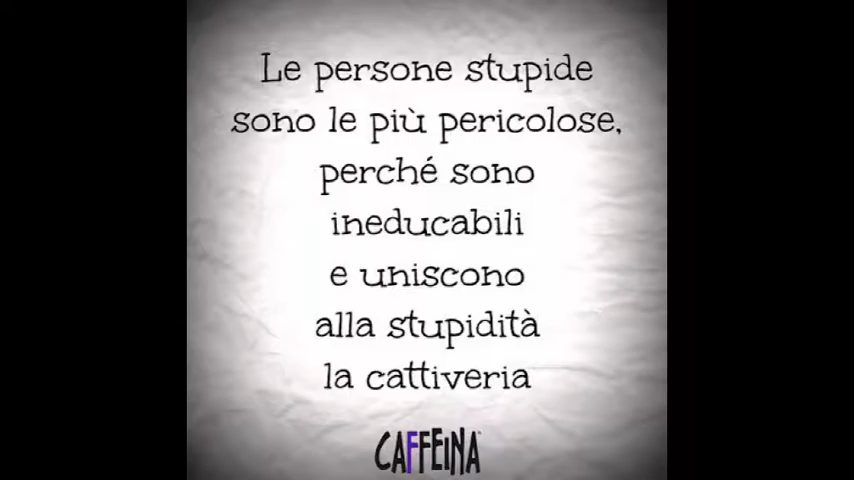 Le persone stupide
sono le più pericolose,
perché sono
ineducabili
e uniscono
alla stupidità
la cattiveria
CAFFEINA